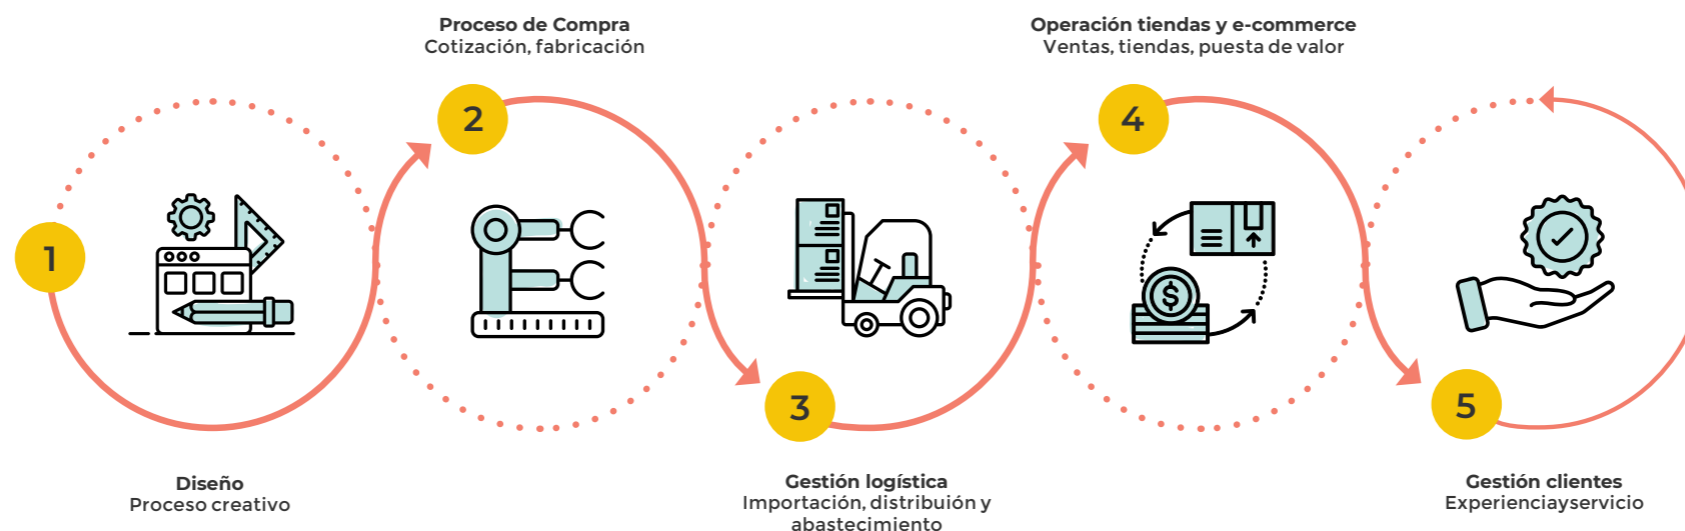 1
Diseño
Proceso creativo
2
Proceso de Compra
Cotización, fabricación
3
Gestión logística
Importación, distribuión y
abastecimiento
4
Operación tiendas y e-commerce
Ventas, tiendas, puesta de valor
$
5
Gestión clientes
Experienciayservicio